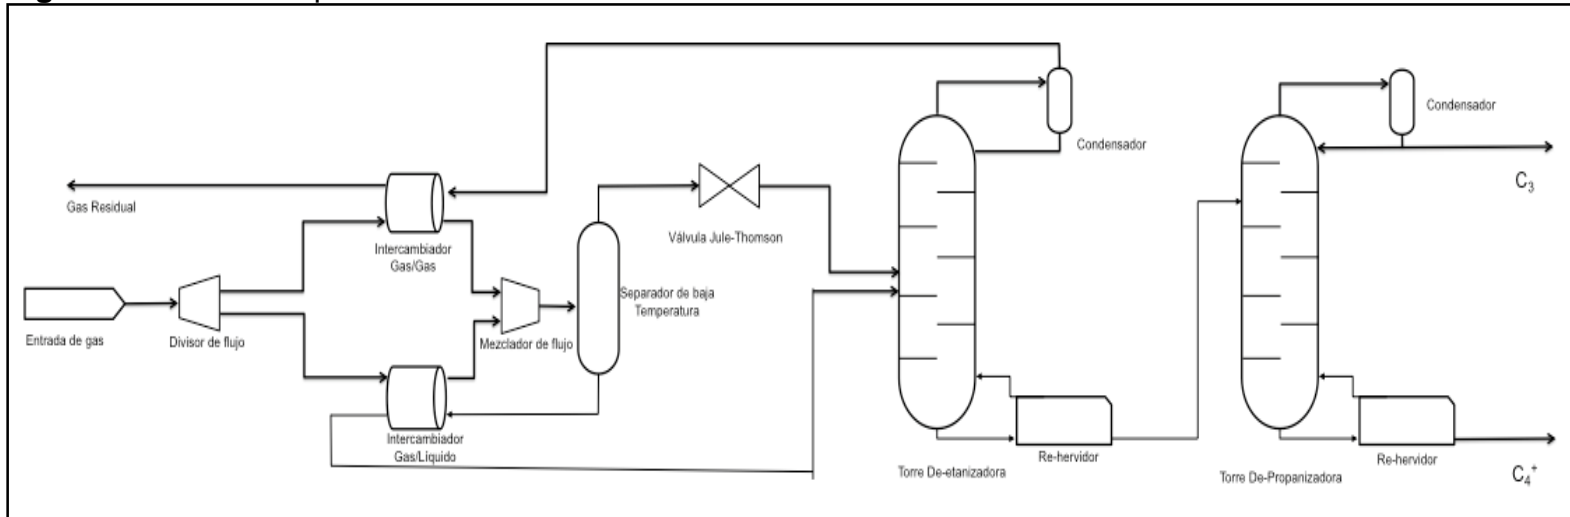 Condensador
Condensador
C3
Gas Residual
Intercambiador
Gas/Gas
Válvula Jule-Thomson
Separador de baja
Temperatura
Entrada de gas
Divisor de flujo
Mezclador de flujo
Intercambiador
Gas/Líquido
Re-hervidor
Torre De-etanizadora
Re-hervidor
Torre De-Propanizadora
C4+